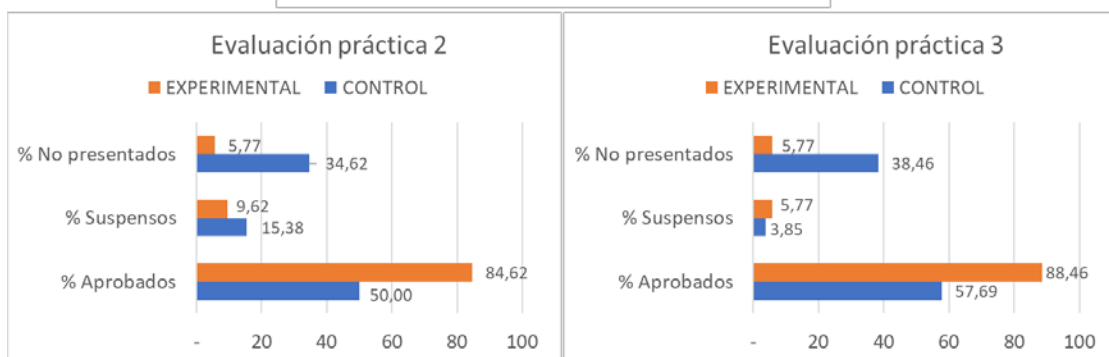 Evaluación práctica 2
EXPERIMENTAL CONTROL
% No presentados
5,77
34,62
% Suspensos
9,62
15,38
% Aprobados
84,62
50,00
- 20 40 60 80 100
Evaluación práctica 3
EXPERIMENTAL CONTROL
% No presentados
5,77
38,46
% Suspensos
5,77
3,85
% Aprobados
88,46
57,69
- 20 40 60 80 100